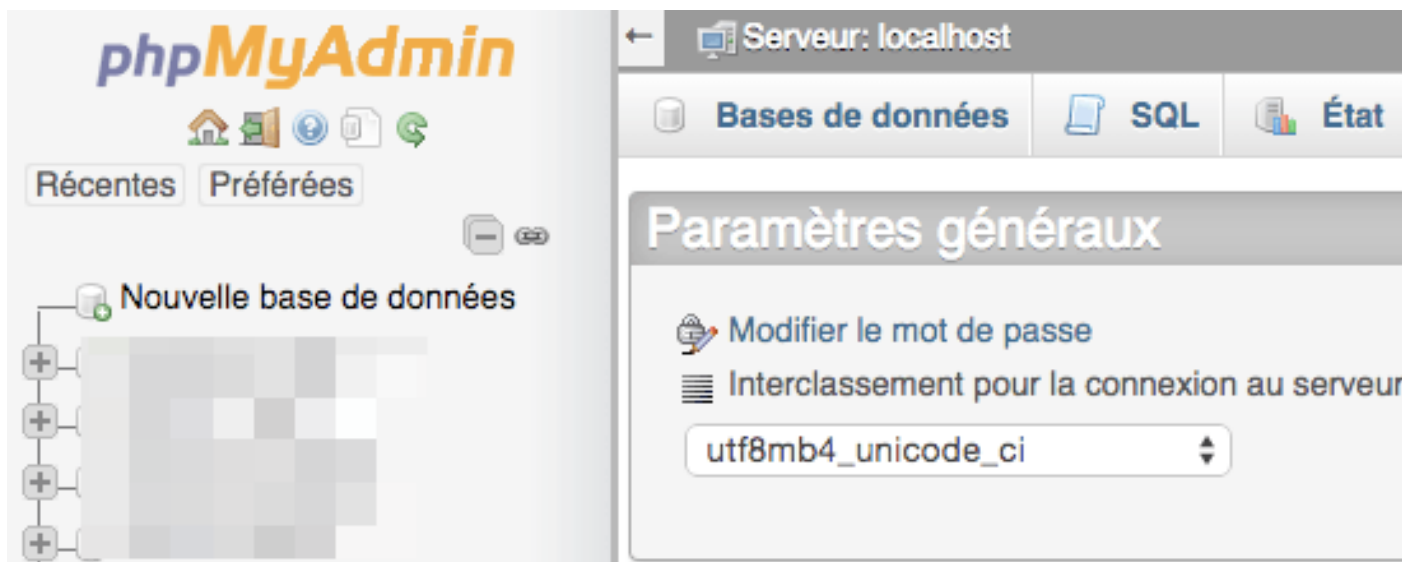 phpMyAdmin
Récentes Préférées
Nouvelle base de données
Serveur: localhost
Bases de données SQL État
Paramètres généraux
Modifier le mot de passe
Interclassement pour la connexion au serveur
utf8mb4_unicode_ci